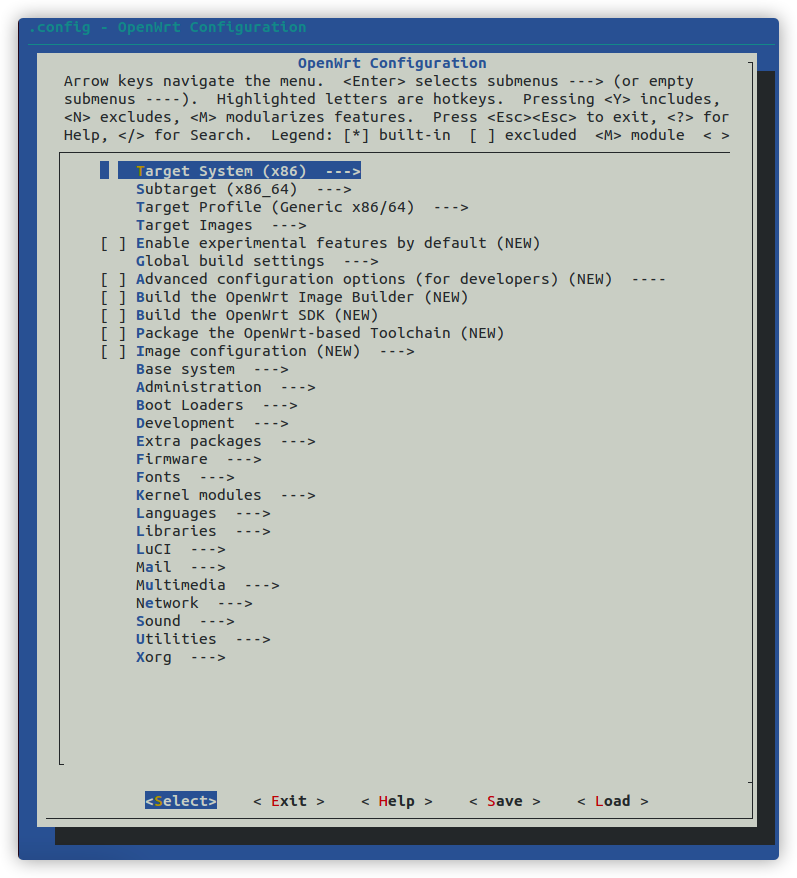 .config - OpenWrt Configuration
OpenWrt Configuration
Arrow keys navigate the menu.  <Enter> selects submenus ---> (or empty
submenus ----).  Highlighted letters are hotkeys.  Pressing <Y> includes,
<N> excludes, <M> modularizes features.  Press <Esc><Esc> to exit, <?> for
Help, </> for Search.  Legend: [*] built-in  [ ] excluded  <M> module  < >
Target System (x86)  --->
Subtarget (x86_64)  --->
Target Profile (Generic x86/64)  --->
Target Images  --->
[ ] Enable experimental features by default (NEW)
Global build settings  --->
[ ] Advanced configuration options (for developers) (NEW)  ----
[ ] Build the OpenWrt Image Builder (NEW)
[ ] Build the OpenWrt SDK (NEW)
[ ] Package the OpenWrt-based Toolchain (NEW)
[ ] Image configuration (NEW)  --->
Base system  --->
Administration  --->
Boot Loaders  --->
Development  --->
Extra packages  --->
Firmware  --->
Fonts  --->
Kernel modules  --->
Languages  --->
Libraries  --->
LuCI  --->
Mail  --->
Multimedia  --->
Network  --->
Sound  --->
Utilities  --->
Xorg  --->
<Select>    < Exit >    < Help >    < Save >    < Load >